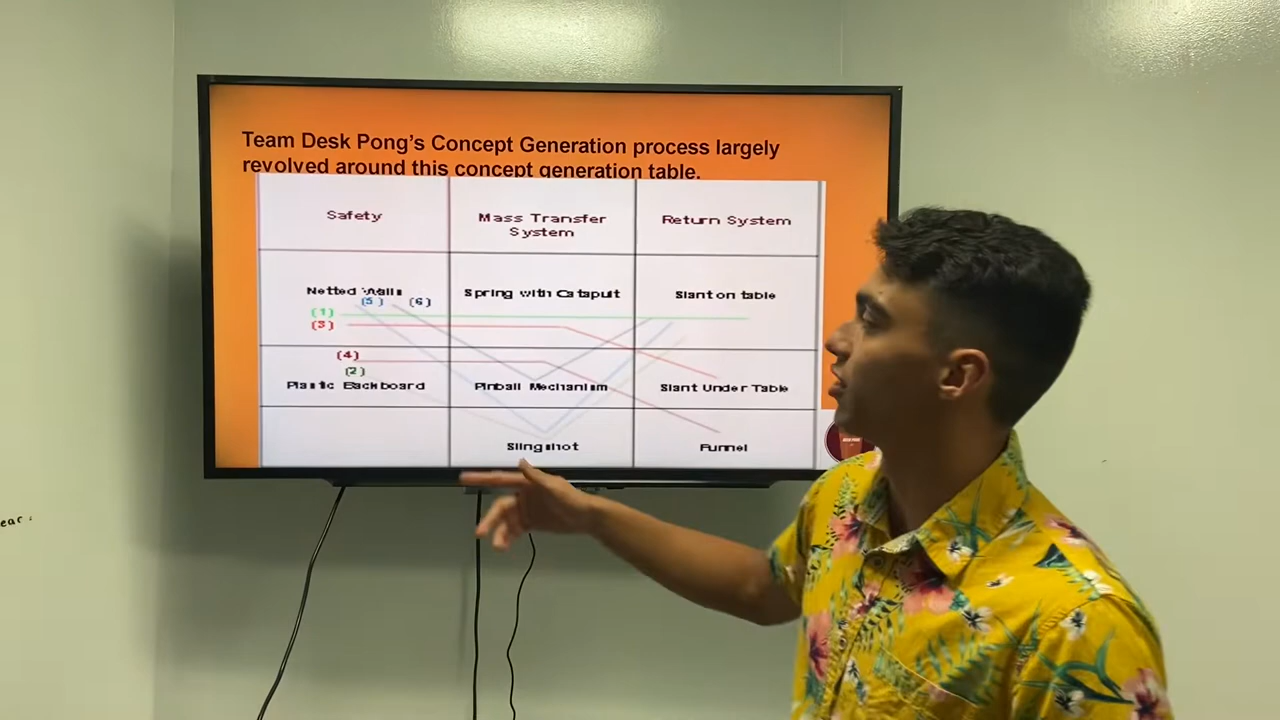 Team Desk Pong's Concept Generation process largely
revolved around this concept generation table.
Safety
Mass Transfer
System
Return System
Netted Walls
(5) (6)
(1)
(3)
Spring with Catapult
Slant on table
(4)
(2)
Plastic Backboard
Pinball Mechanism
Slant Under Table
Slingshot
Funnel
ear.